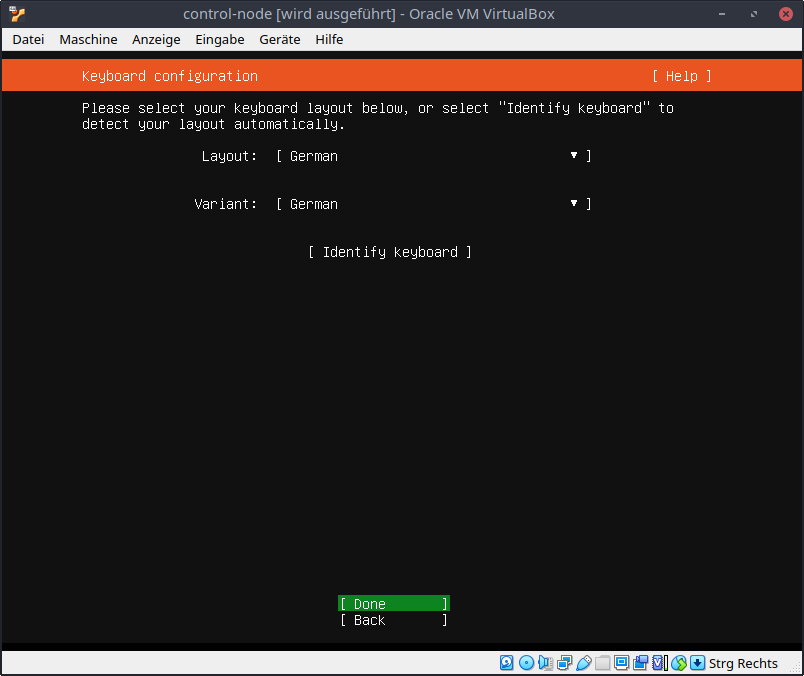 control-node [wird ausgeführt] - Oracle VM VirtualBox
Datei Maschine Anzeige Eingabe Geräte Hilfe
Keyboard configuration [ Help ]
Please select your keyboard layout below, or select "Identify keyboard" to
detect your layout automatically.
Layout: [ German ▼ ]
Variant: [ German ▼ ]
[ Identify keyboard ]
[ Done ]
[ Back ]
Strg Rechts